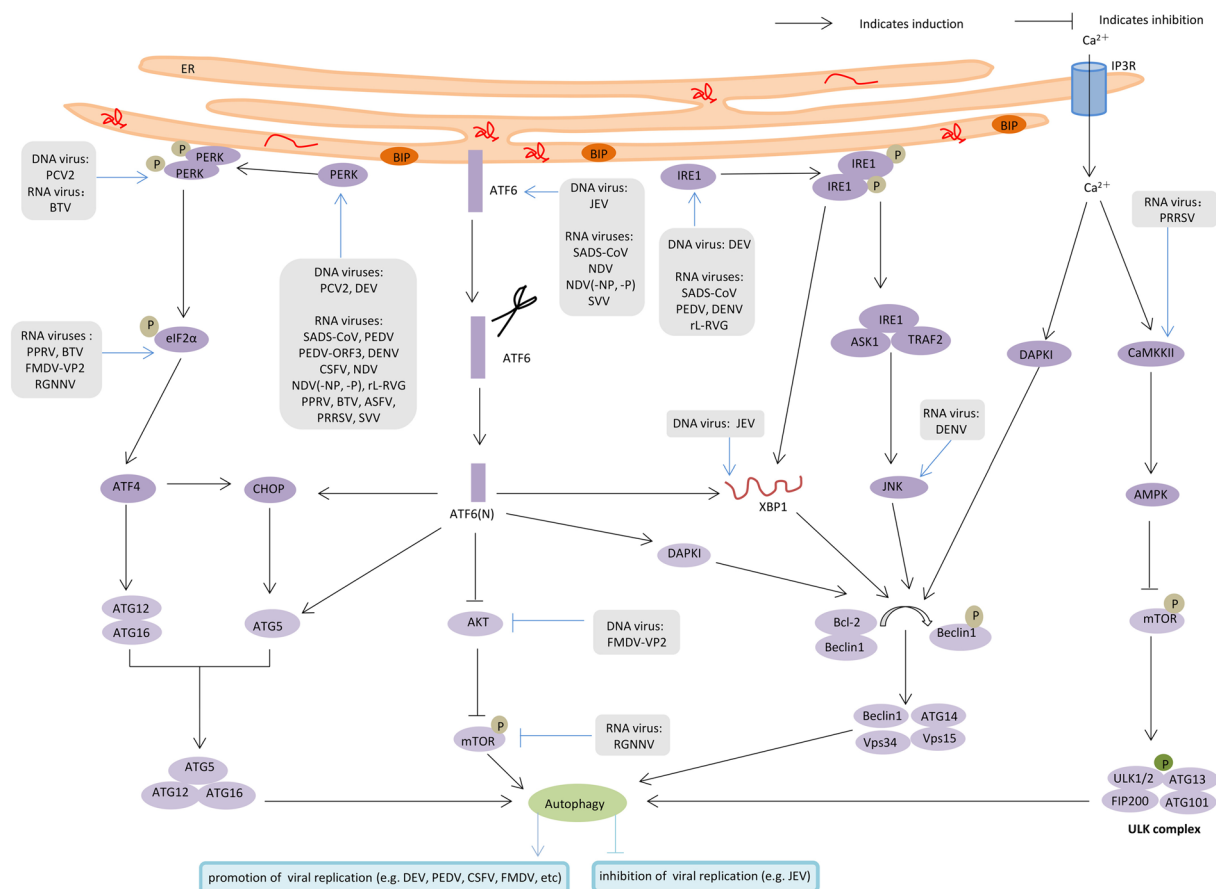 Indicates induction
Indicates inhibition
Ca2+
ER
IP3R
BIP
BIP
BIP
P
P
PERK
PERK
PERK
DNA virus:
PCV2
RNA virus:
BTV
ATF6
DNA virus:
JEV
RNA viruses:
SADS-CoV
NDV
NDV(-NP, -P)
SVV
IRE1
IRE1
IRE1
P
P
Ca2+
RNA virus:
PRRSV
DNA virus: DEV
RNA viruses:
SADS-CoV
PEDV, DENV
rL-RVG
DNA viruses:
PCV2, DEV
RNA viruses:
SADS-CoV, PEDV
PEDV-ORF3, DENV
CSFV, NDV
NDV(-NP, -P), rL-RVG
PPRV, BTV, ASFV,
PRRSV, SVV
RNA viruses :
PPRV, BTV
FMDV-VP2
RGNNV
P
eIF2α
ATF6
IRE1
ASK1
TRAF2
DAPKI
CaMKKII
DNA virus: JEV
RNA virus:
DENV
ATF4
CHOP
ATF6(N)
XBP1
JNK
AMPK
DAPKI
ATG12
ATG16
ATG5
AKT
DNA virus:
FMDV-VP2
Bcl-2
Beclin1
P
Beclin1
P
mTOR
P
mTOR
RNA virus:
RGNNV
Beclin1
ATG14
Vps34
Vps15
ATG5
ATG12
ATG16
Autophagy
P
ULK1/2
ATG13
FIP200
ATG101
ULK complex
promotion of viral replication (e.g. DEV, PEDV, CSFV, FMDV, etc)
inhibition of viral replication (e.g. JEV)